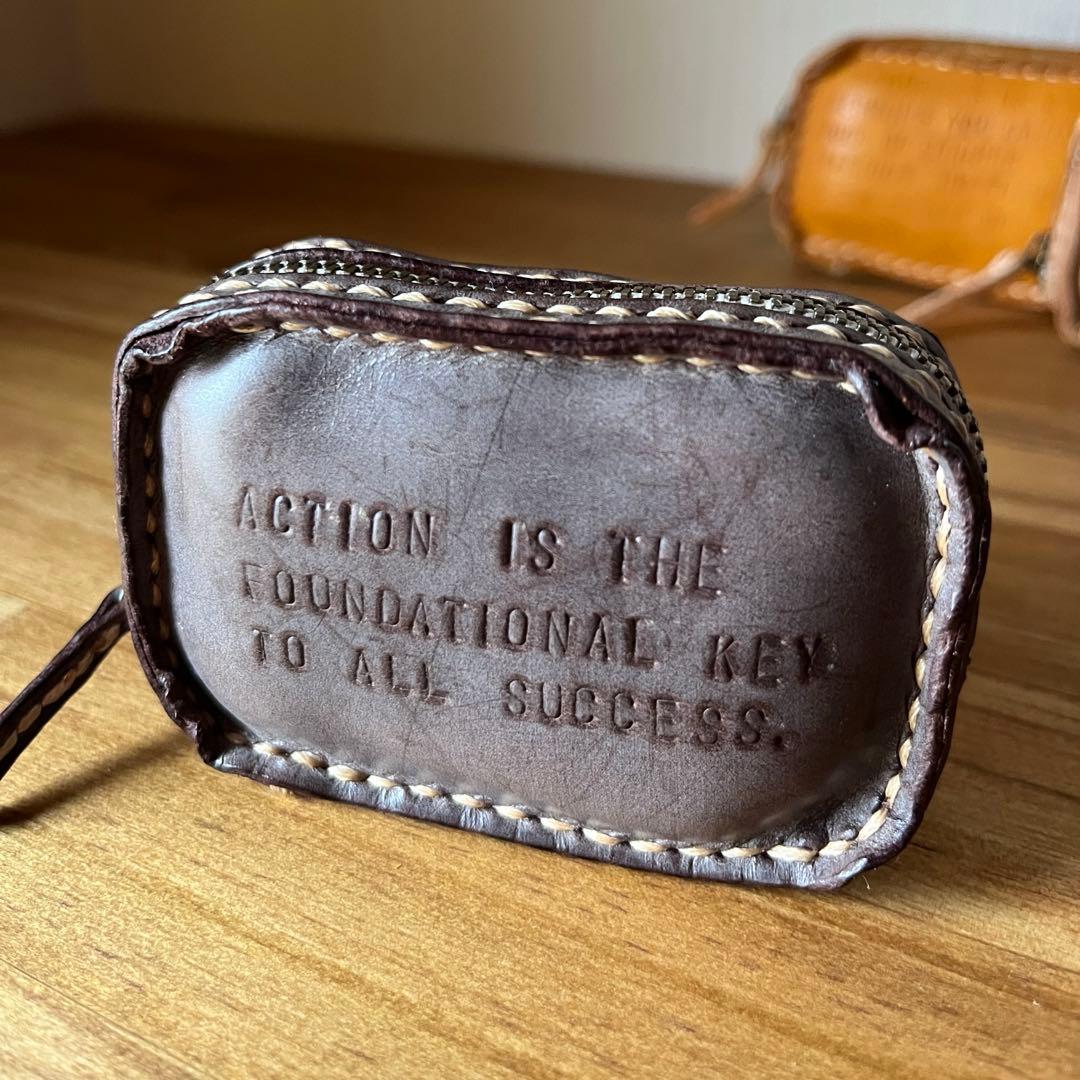 ACTION IS THE
FOUNDATIONAL KEY
TO ALL SUCCESS.